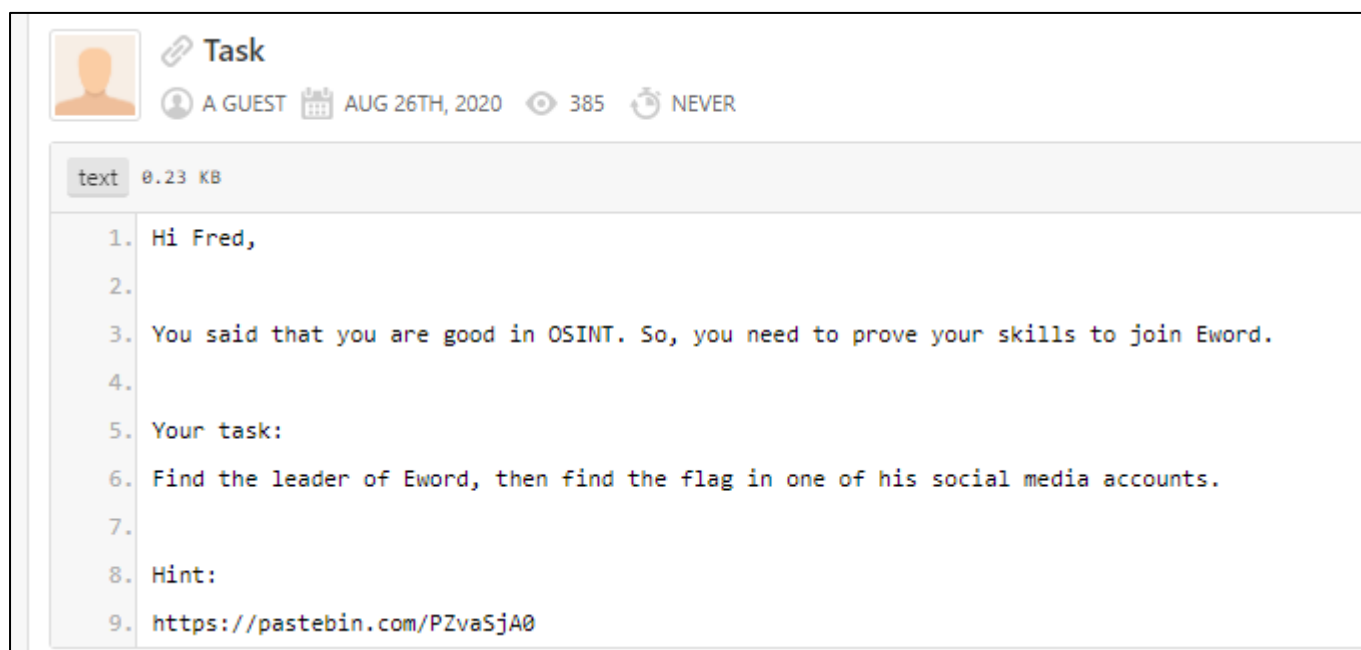 Task
A GUEST AUG 26TH, 2020 385 NEVER
text 0.23 KB
1. Hi Fred,
2.
3. You said that you are good in OSINT. So, you need to prove your skills to join Eword.
4.
5. Your task:
6. Find the leader of Eword, then find the flag in one of his social media accounts.
7.
8. Hint:
9. https://pastebin.com/PZvaSjA0